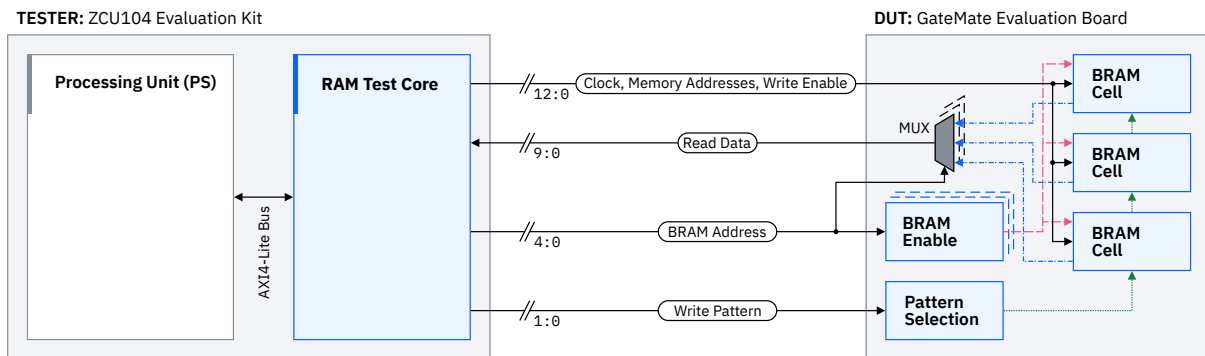 TESTER: ZCU104 Evaluation Kit
DUT: GateMate Evaluation Board
Processing Unit (PS)
RAM Test Core
AXI4-Lite Bus
12:0
Clock, Memory Addresses, Write Enable
9:0
Read Data
4:0
BRAM Address
1:0
Write Pattern
MUX
BRAM
Enable
Pattern
Selection
BRAM
Cell
BRAM
Cell
BRAM
Cell